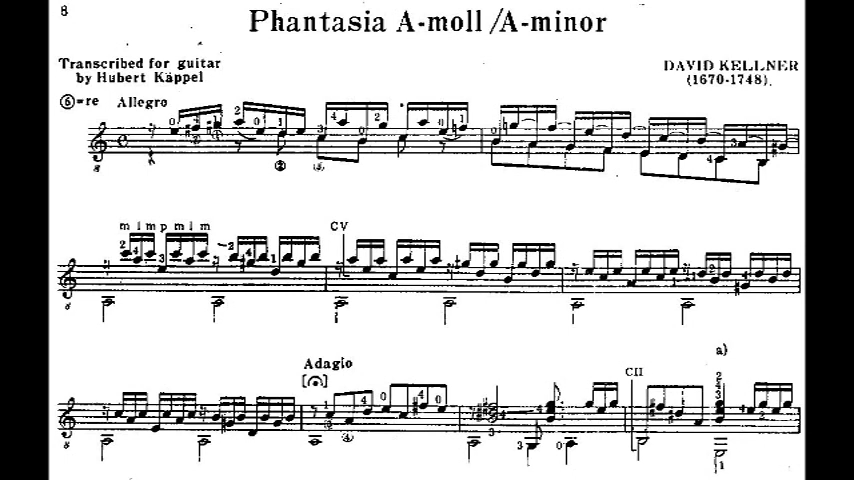 8
Phantasia A-moll /A-minor
Transcribed for guitar
by Hubert Käppel
DAVID KELLNER
(1670-1748)
⑥=re Allegro
m i m p m i m
CV
Adagio
CII
a)